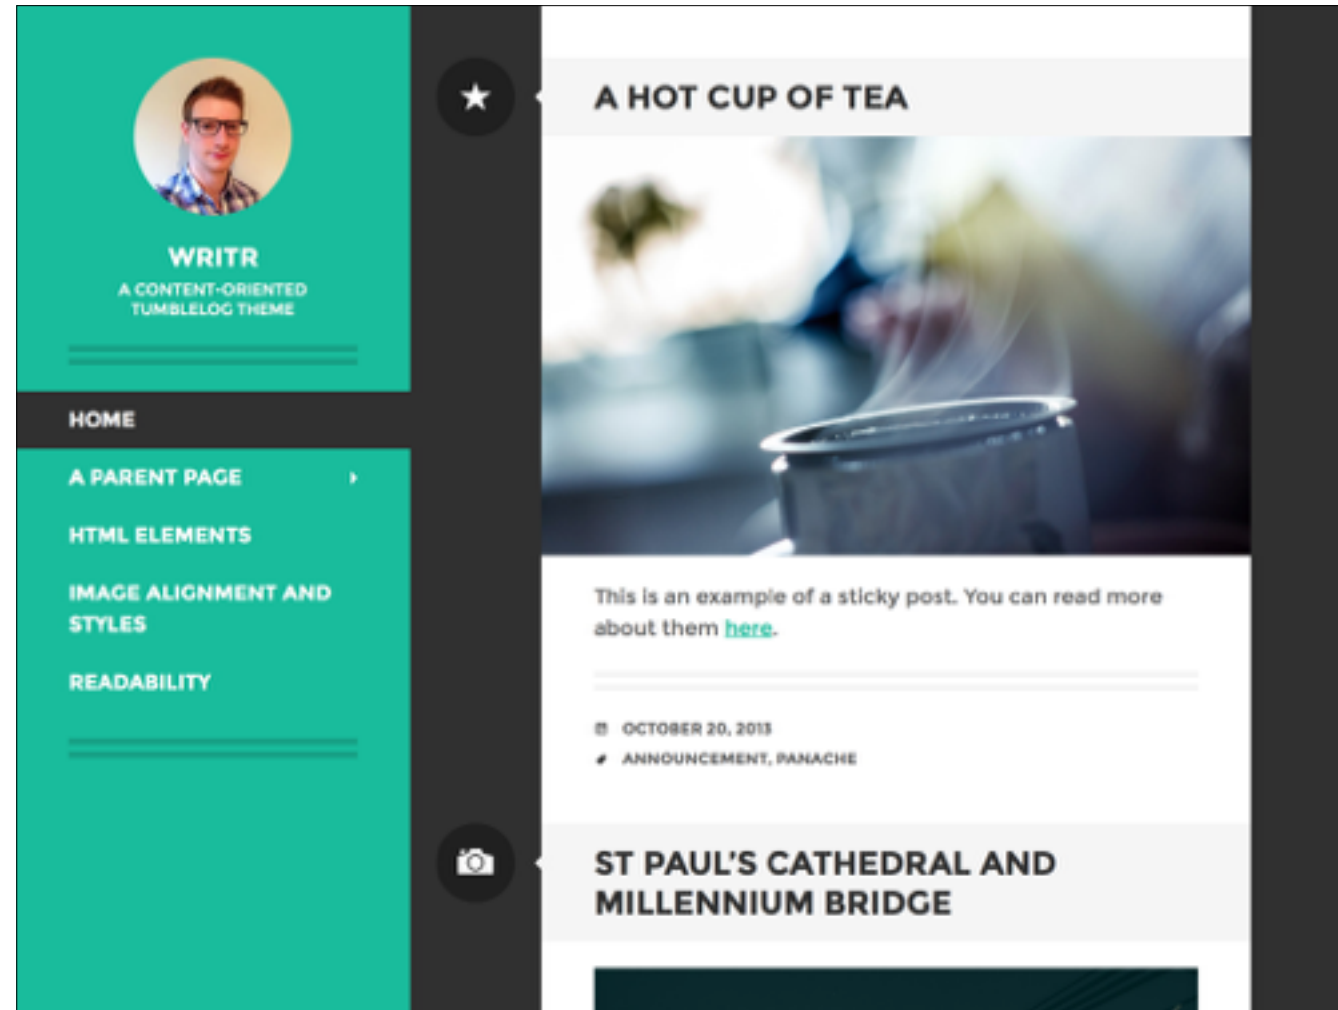 WRITR
A CONTENT-ORIENTED
TUMBLELOG THEME
HOME
A PARENT PAGE
HTML ELEMENTS
IMAGE ALIGNMENT AND
STYLES
READABILITY
A HOT CUP OF TEA
This is an example of a sticky post. You can read more
about them here.
OCTOBER 20, 2013
ANNOUNCEMENT, PANACHE
ST PAUL'S CATHEDRAL AND
MILLENNIUM BRIDGE